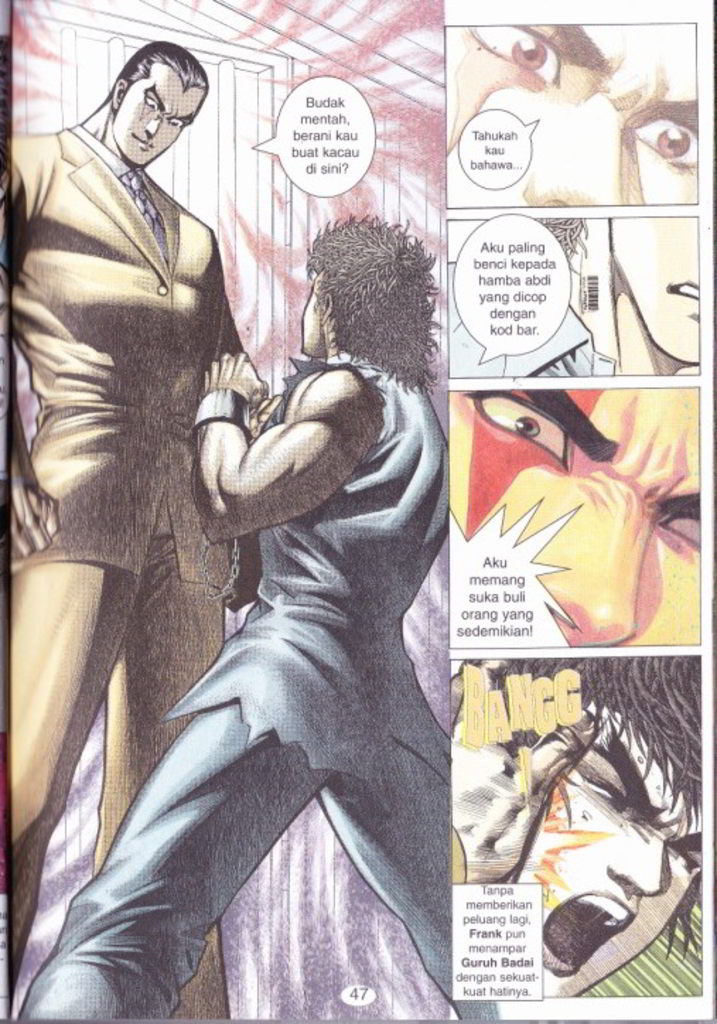 Budak
mentah,
berani kau
buat kacau
di sini?
Tahukah
kau
bahawa...
Aku paling
benci kepada
hamba abdi
yang dicop
dengan
kod bar.
Aku
memang
suka buli
orang yang
sedemikian!
BANGG
!
Tanpa
memberikan
peluang lagi,
Frank pun
menampar
Guruh Badai
dengan sekuat-
kuat hatinya.
47